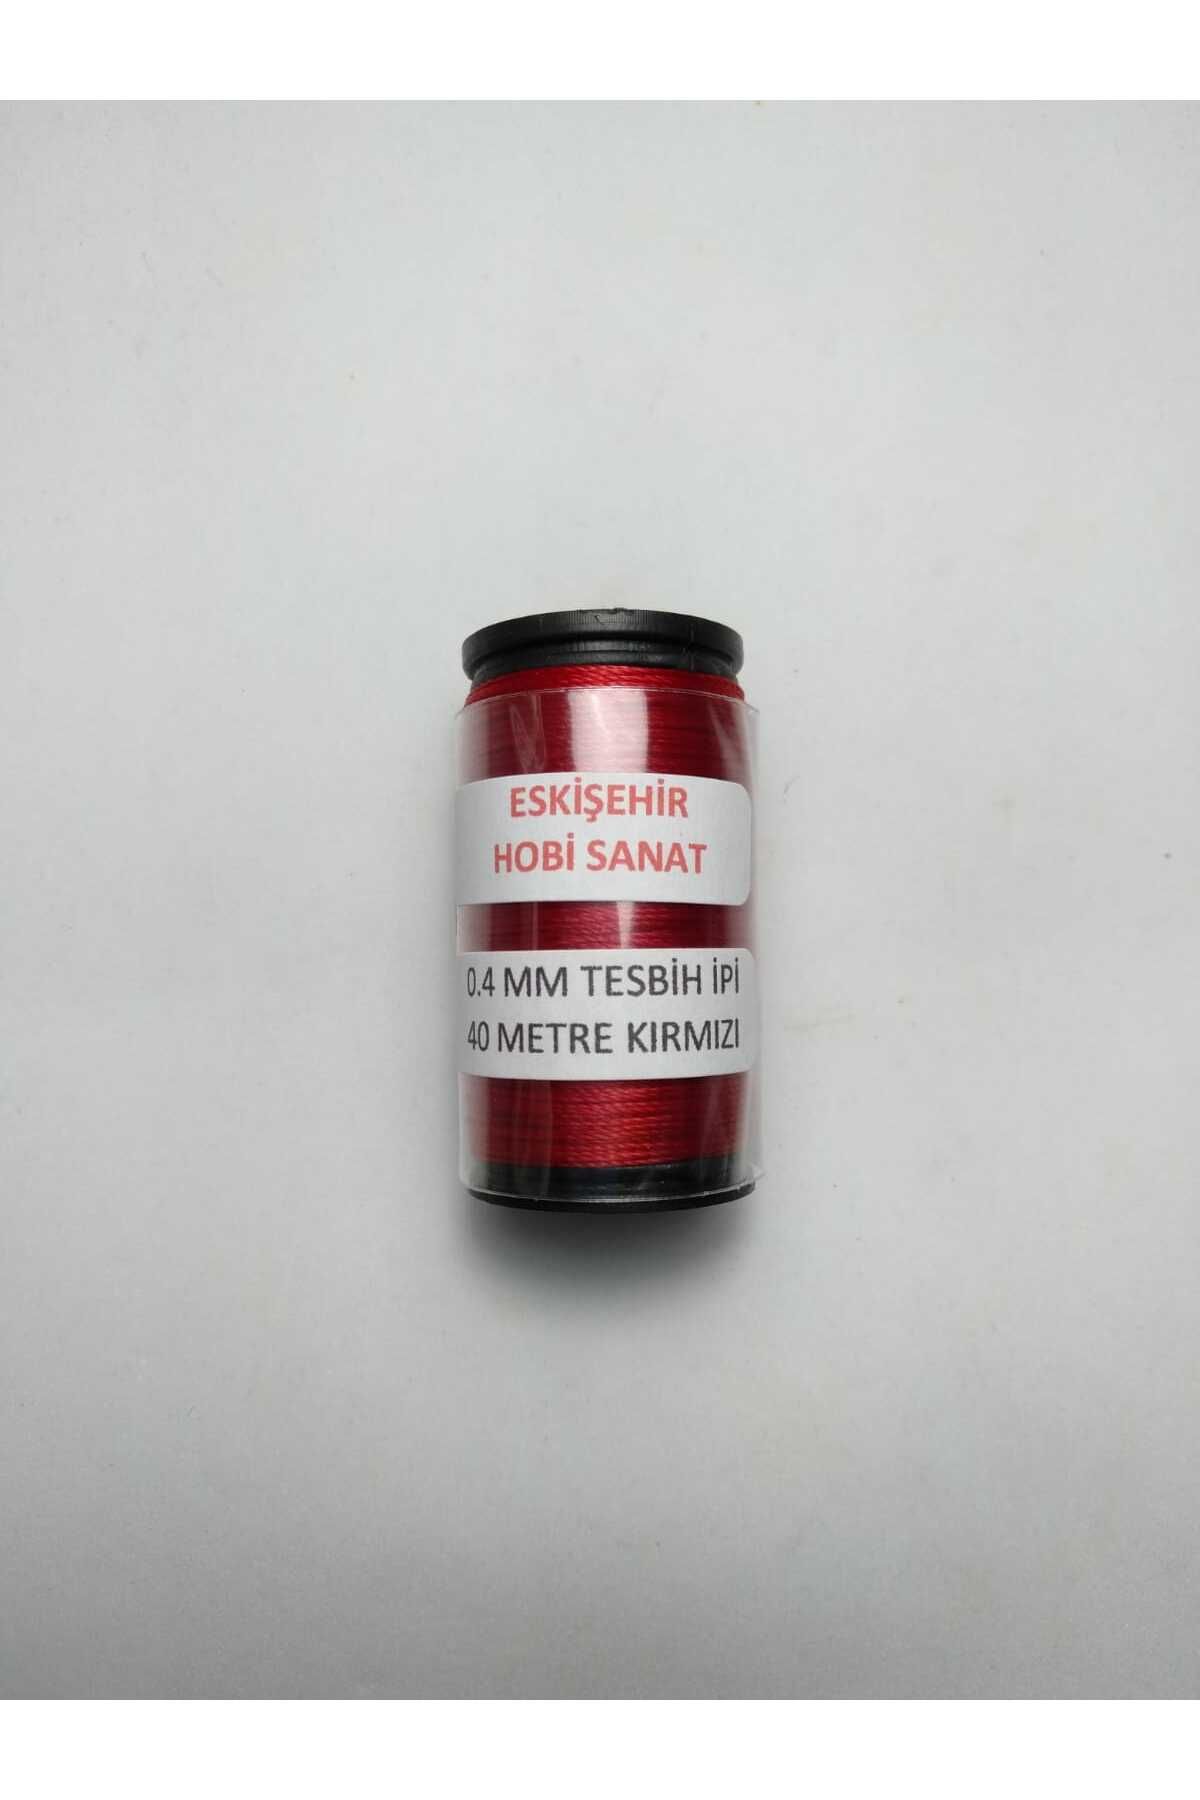 ESKİŞEHİR
HOBİ SANAT
0.4 MM TESBİH İPİ
40 METRE KIRMIZI